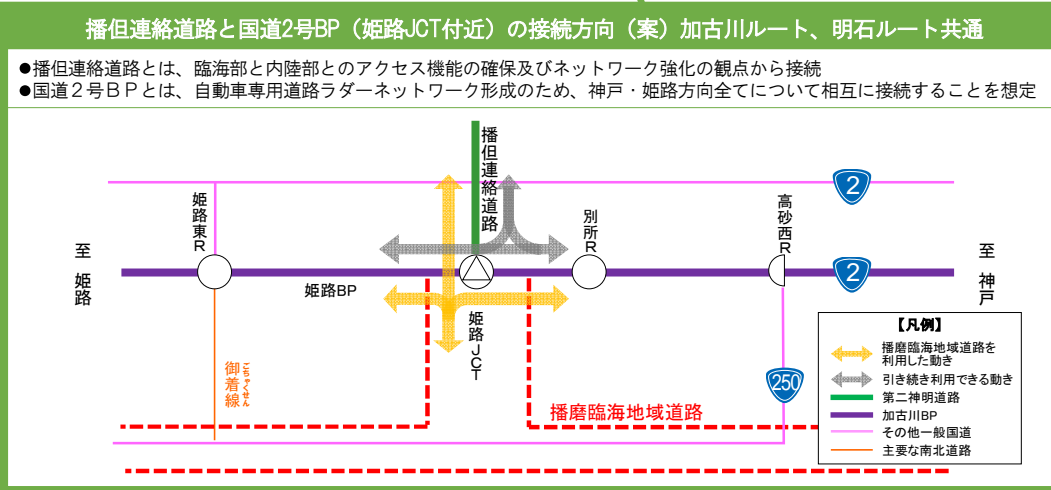 播但連絡道路と国道2号BP（姫路JCT付近）の接続方向（案）加古川ルート、明石ルート共通
●播但連絡道路とは、臨海部と内陸部とのアクセス機能の確保及びネットワーク強化の観点から接続
●国道２号ＢＰとは、自動車専用道路ラダーネットワーク形成のため、神戸・姫路方向全てについて相互に接続することを想定
播但連絡道路
2
姫路東R
別所R
高砂西R
至 姫路
至 神戸
2
姫路BP
姫路JCT
御着線
ごちゃくせん
250
播磨臨海地域道路
【凡例】
播磨臨海地域道路を
利用した動き
引き続き利用できる動き
第二神明道路
加古川BP
その他一般国道
主要な南北道路